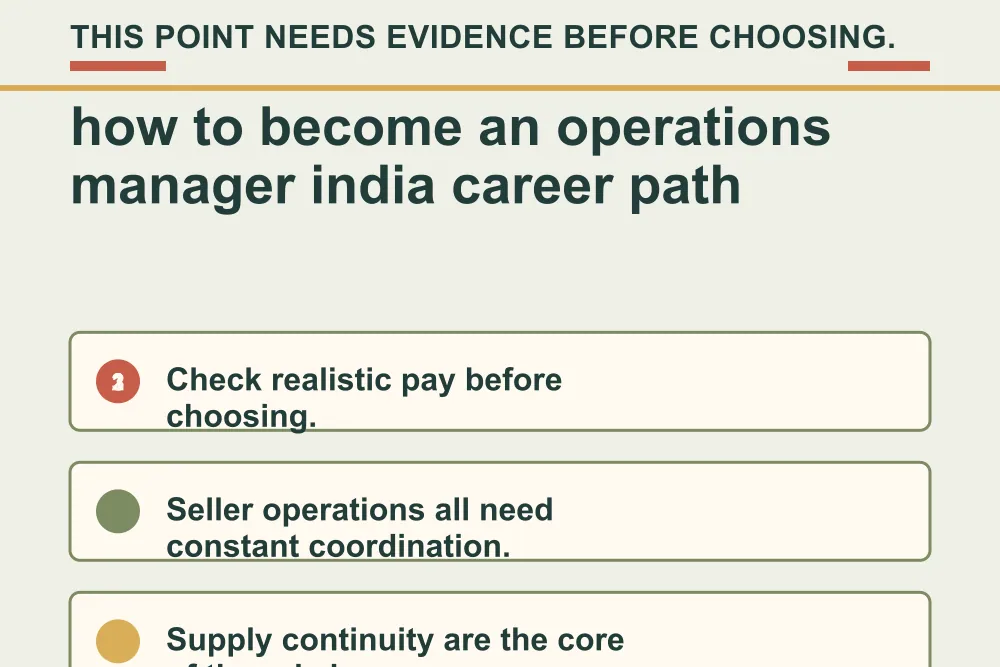 THIS POINT NEEDS EVIDENCE BEFORE CHOOSING.
how to become an operations
manager india career path
Check realistic pay before
choosing.
Seller operations all need
constant coordination.
Supply continuity are the core